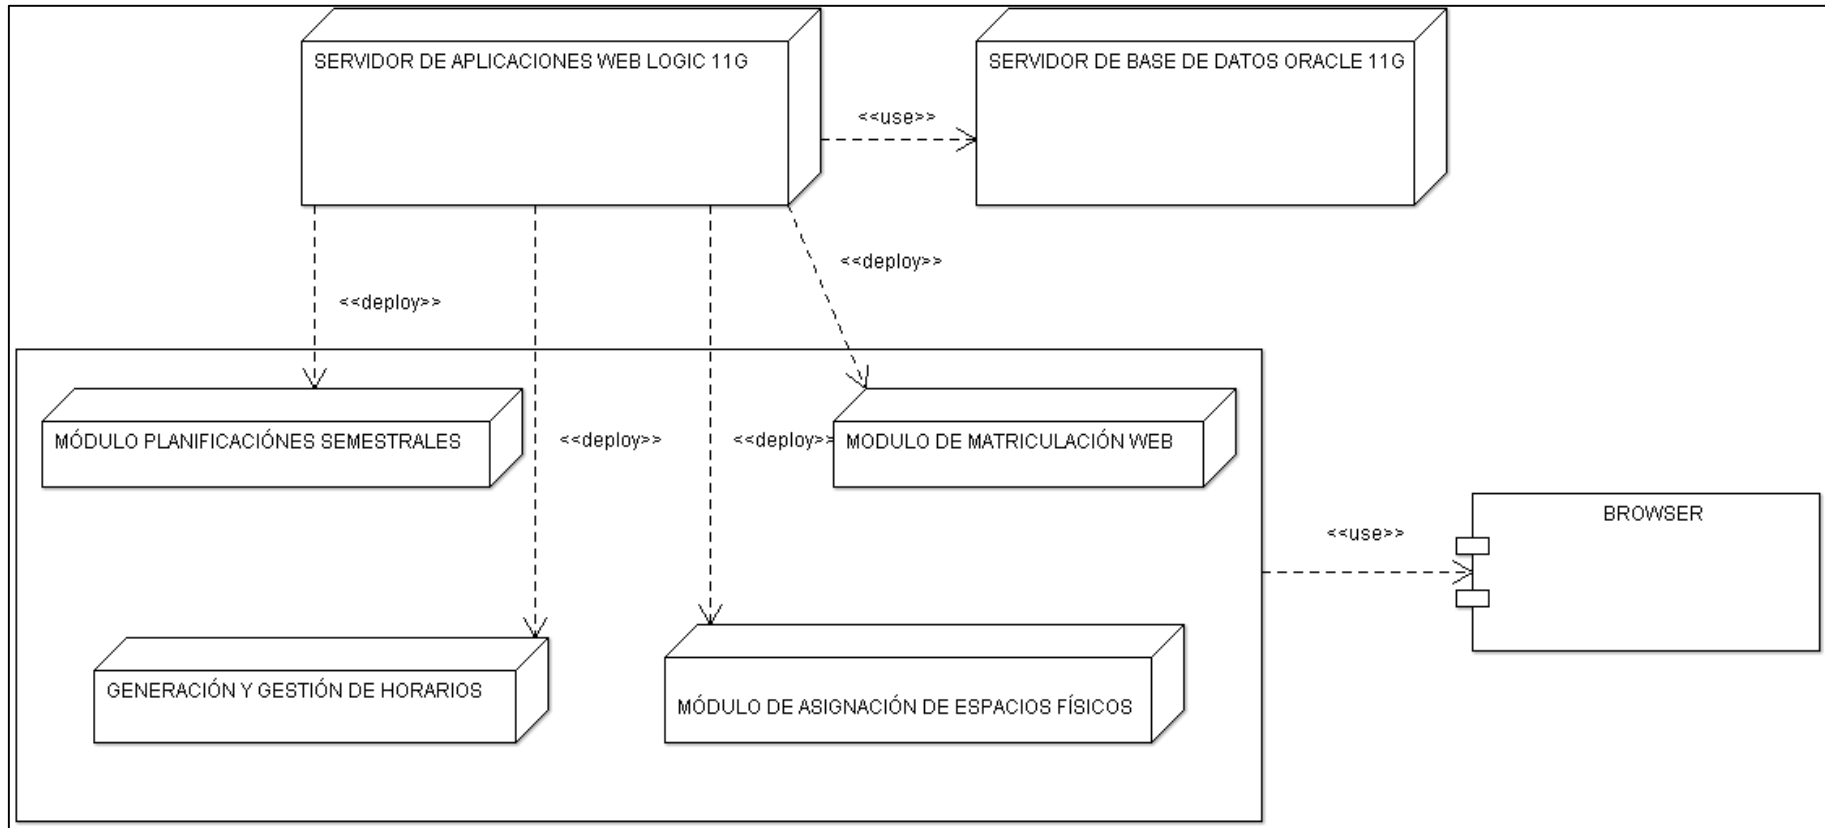 SERVIDOR DE APLICACIONES WEB LOGIC 11G
SERVIDOR DE BASE DE DATOS ORACLE 11G
<<use>>
<<deploy>>
<<deploy>>
MÓDULO PLANIFICACIÓNES SEMESTRALES
<<deploy>>
<<deploy>>
MODULO DE MATRICULACIÓN WEB
BROWSER
<<use>>
GENERACIÓN Y GESTIÓN DE HORARIOS
MÓDULO DE ASIGNACIÓN DE ESPACIOS FÍSICOS